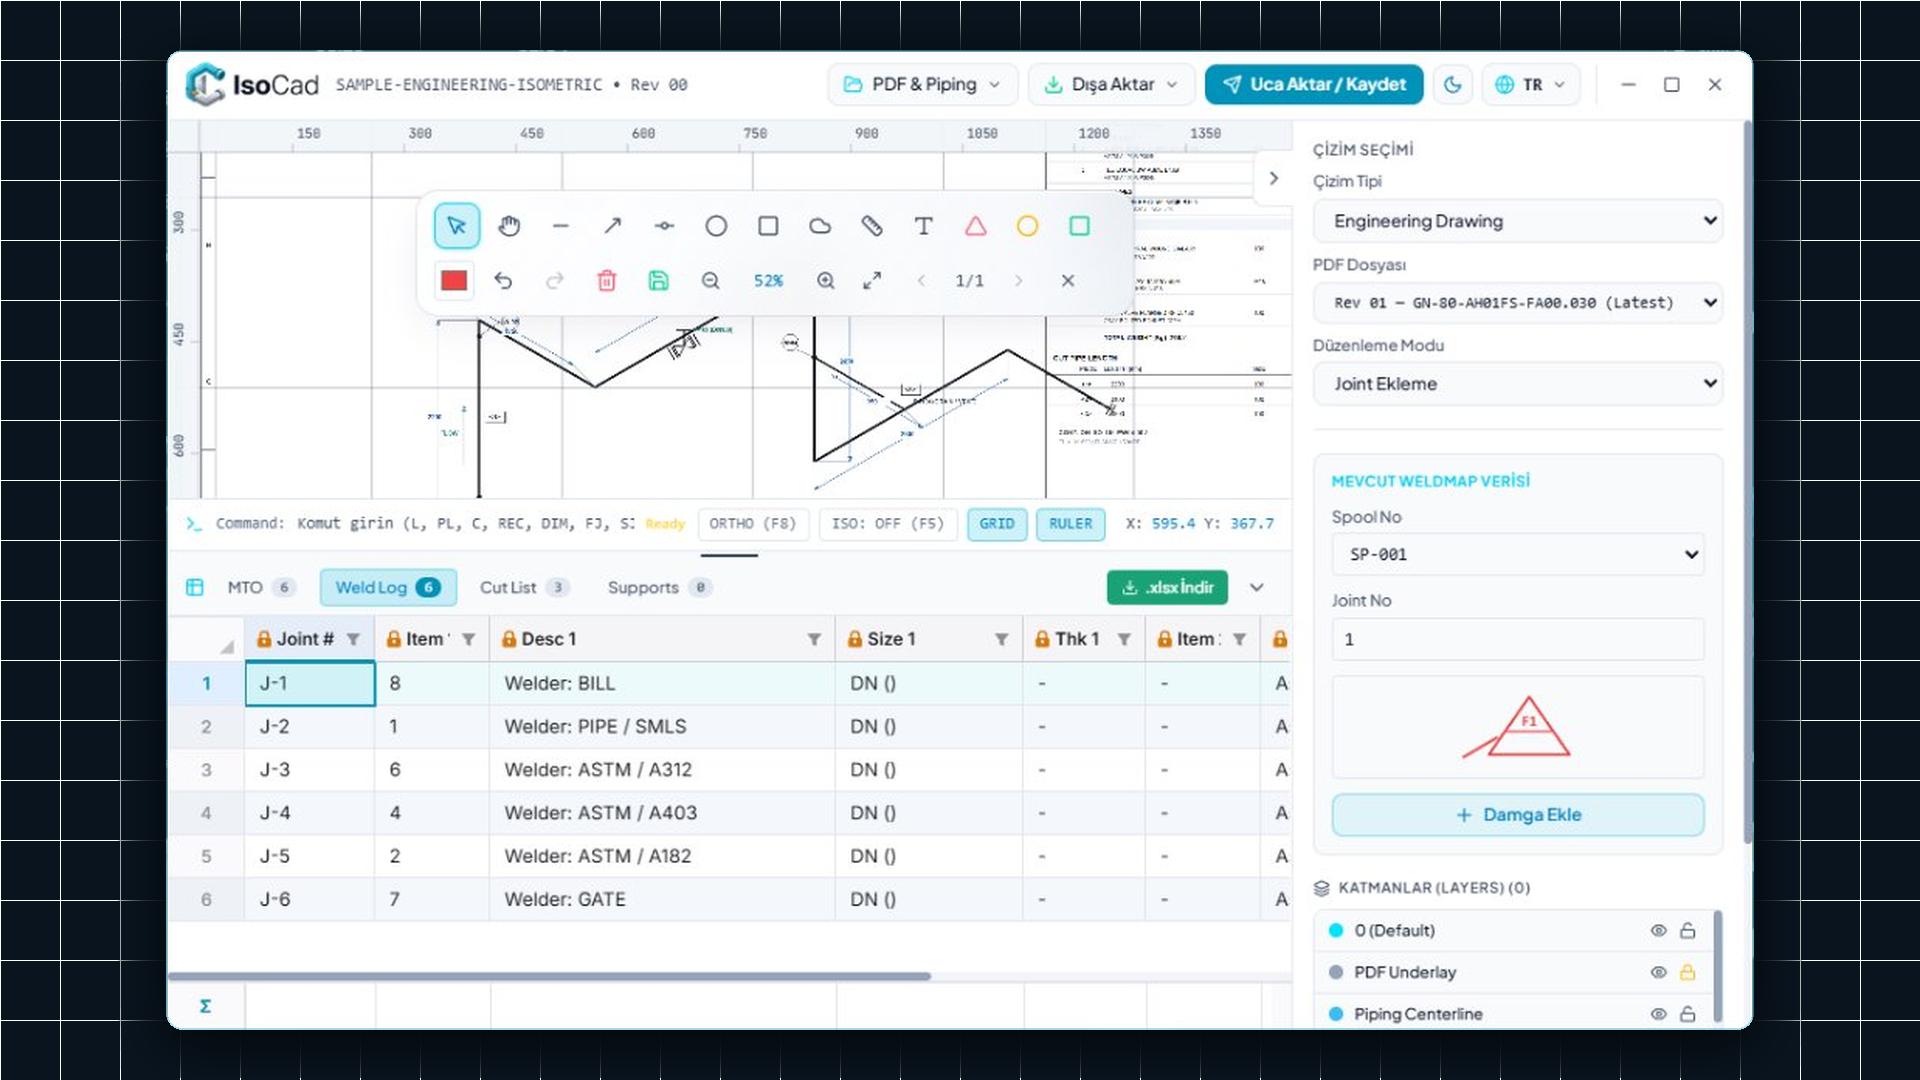 IsoCad SAMPLE-ENGINEERING-ISOMETRIC • Rev 00 PDF & Piping Dışa Aktar Uca Aktar / Kaydet TR
150 300 450 600 750 900 1050 1200 1350
300
450
600
52% 1/1
CUT PIPE LENGTH
Command: Komut girin (L, PL, C, REC, DIM, FJ, S Ready ORTHO (F8) ISO: OFF (F5) GRID RULER X: 595.4 Y: 367.7
MTO 6 Weld Log 6 Cut List 3 Supports 0 .xlsx İndir
Joint # Item Desc 1 Size 1 Thk 1 Item
1 J-1 8 Welder: BILL DN () - - A
2 J-2 1 Welder: PIPE / SMLS DN () - - A
3 J-3 6 Welder: ASTM / A312 DN () - - A
4 J-4 4 Welder: ASTM / A403 DN () - - A
5 J-5 2 Welder: ASTM / A182 DN () - - A
6 J-6 7 Welder: GATE DN () - - A
Σ
ÇİZİM SEÇİMİ
Çizim Tipi
Engineering Drawing
PDF Dosyası
Rev 01 — GN-80-AH01FS-FA00.030 (Latest)
Düzenleme Modu
Joint Ekleme
MEVCUT WELDMAP VERİSİ
Spool No
SP-001
Joint No
1
F1
+ Damga Ekle
KATMANLAR (LAYERS) (0)
0 (Default)
PDF Underlay
Piping Centerline